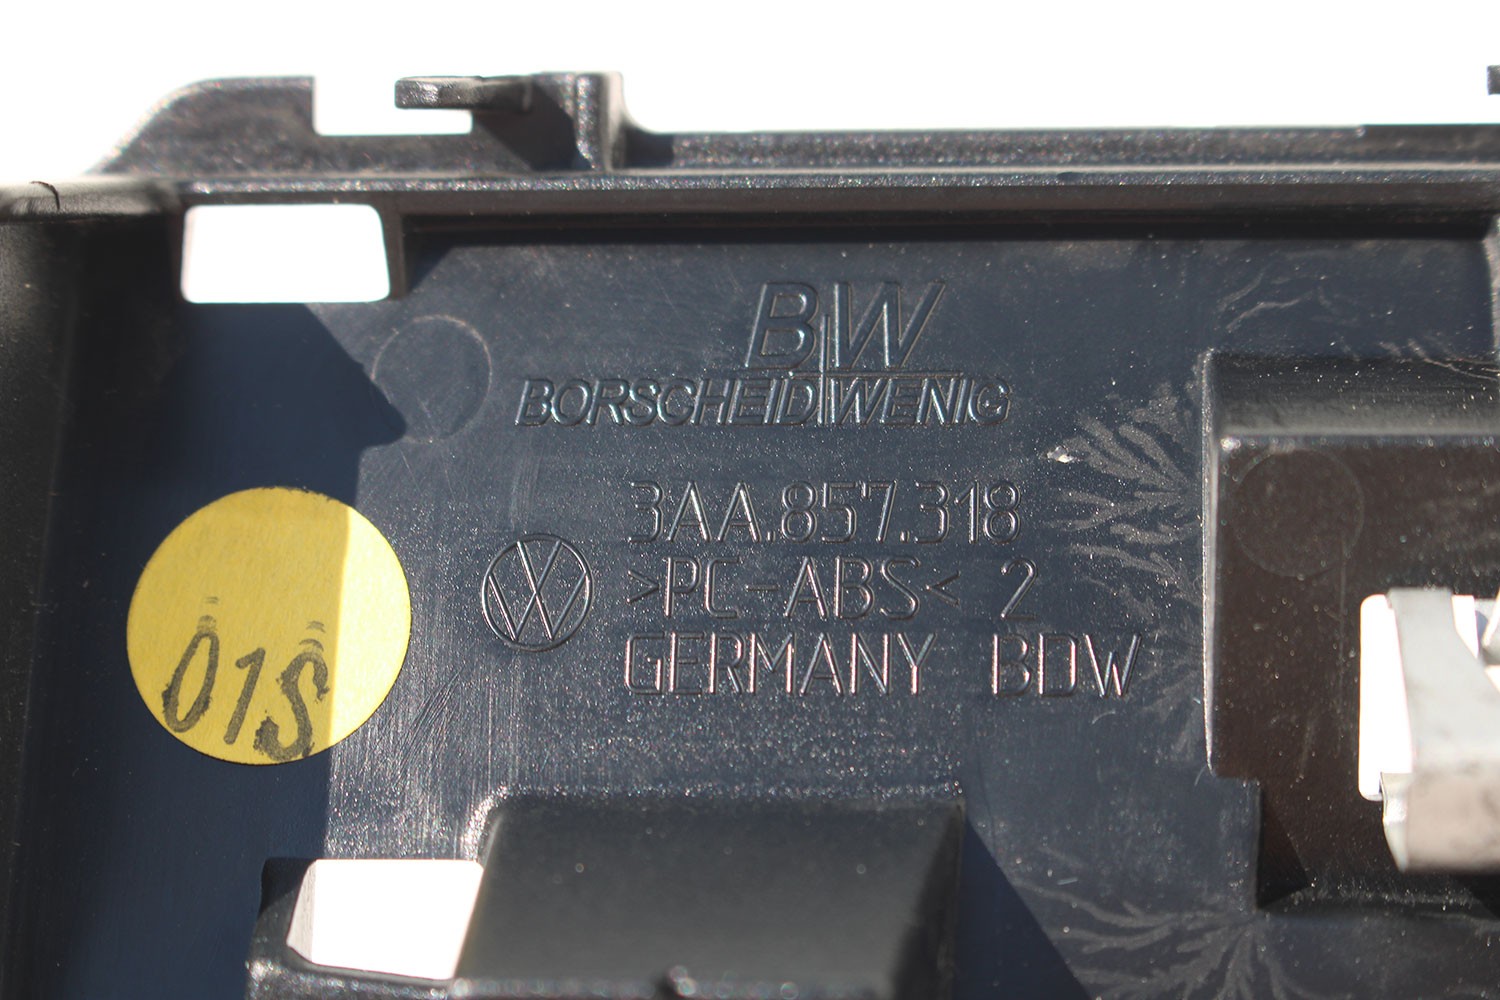 BW
BORSCHEID WENIG
3AA.857.318
>PC-ABS< 2
GERMANY BDW
01S